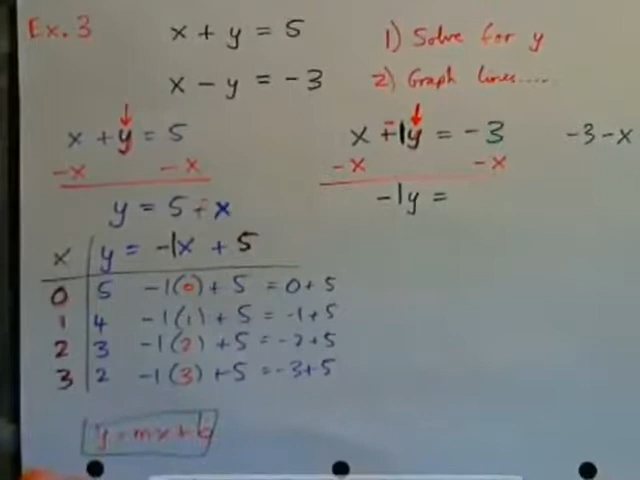 Ex. 3
x + y = 5
x - y = -3
1) Solve for y
2) Graph lines....
x + y = 5
-x -x
y = 5 - x
x y = -1x + 5
0 5 -1(0) + 5 = 0 + 5
1 4 -1(1) + 5 = -1 + 5
2 3 -1(2) + 5 = -2 + 5
3 2 -1(3) + 5 = -3 + 5
y = mx + b
x - 1y = -3
-x -x
-1y =
-3 - x